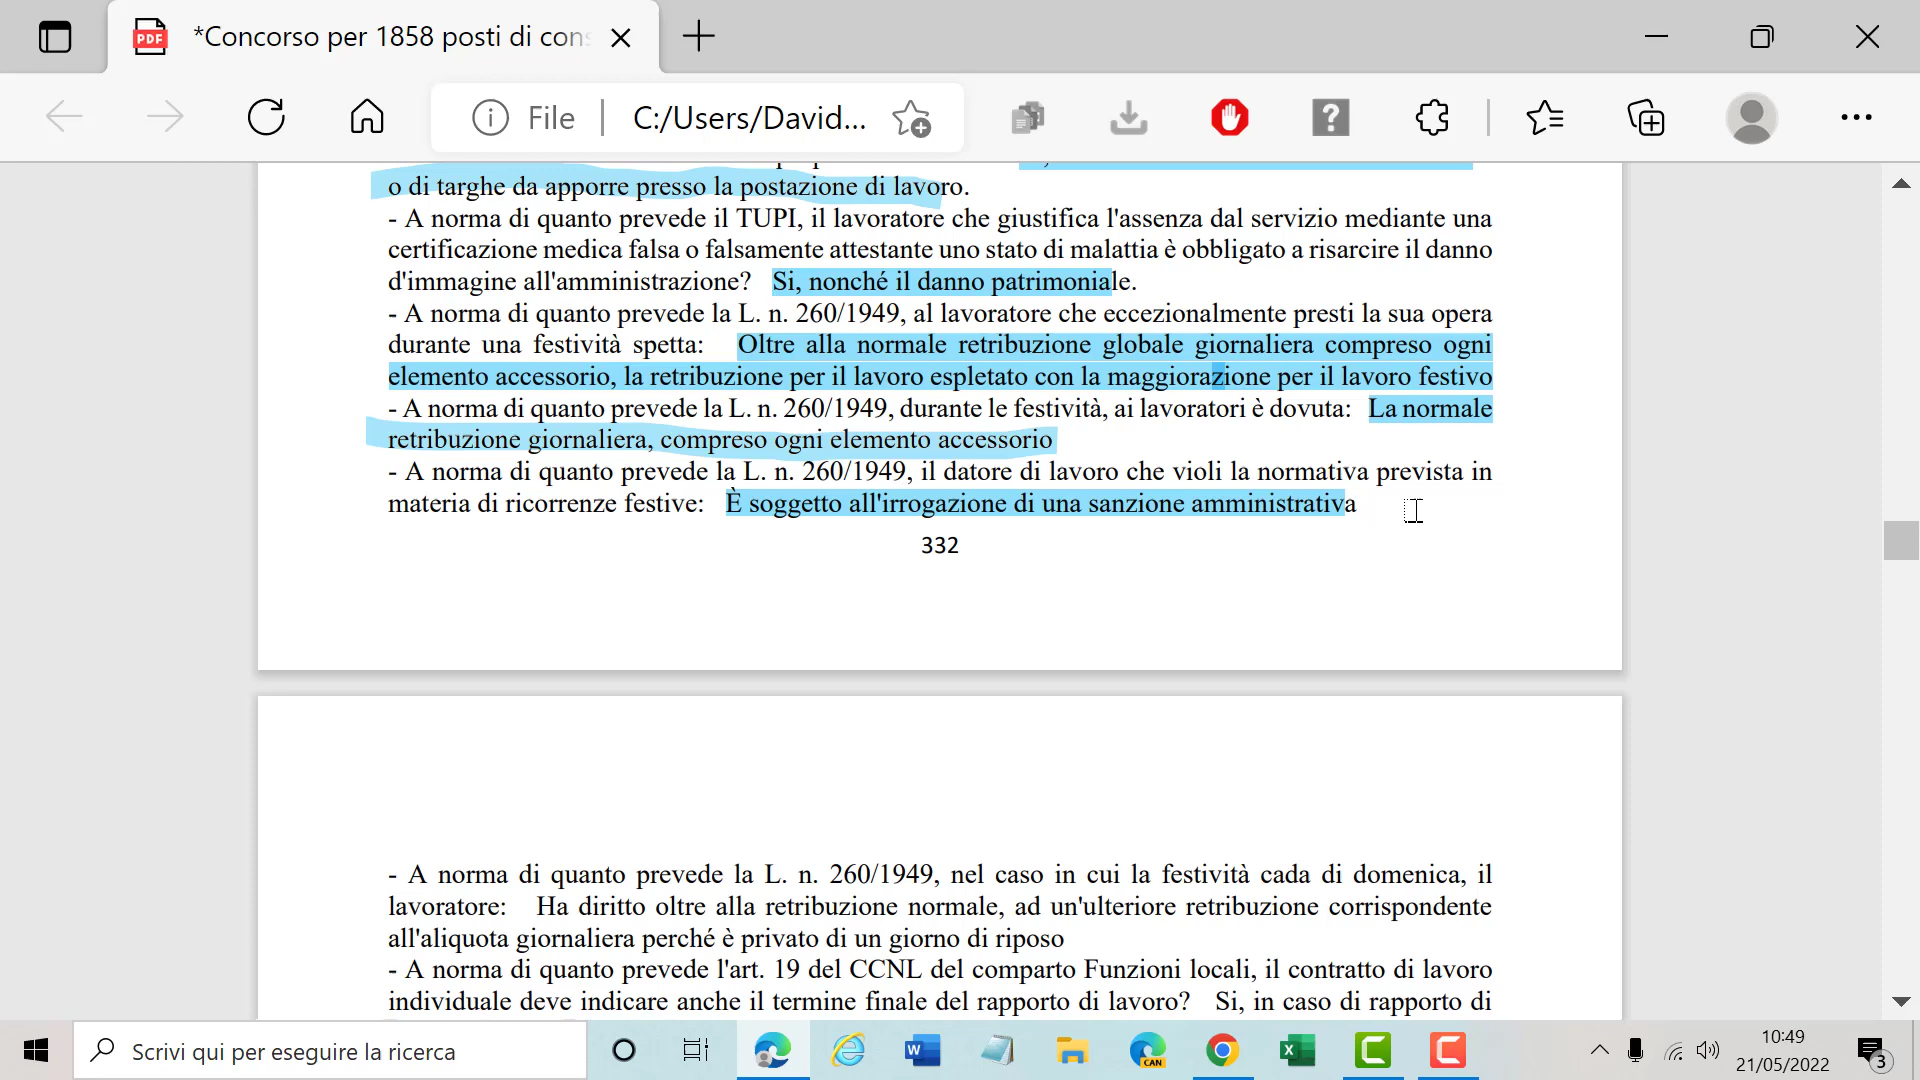 *Concorso per 1858 posti di cons
File
C:/Users/David...
o di targhe da apporre presso la postazione di lavoro.
- A norma di quanto prevede il TUPI, il lavoratore che giustifica l'assenza dal servizio mediante una
certificazione medica falsa o falsamente attestante uno stato di malattia è obbligato a risarcire il danno
d'immagine all'amministrazione? Si, nonché il danno patrimoniale.
- A norma di quanto prevede la L. n. 260/1949, al lavoratore che eccezionalmente presti la sua opera
durante una festività spetta: Oltre alla normale retribuzione globale giornaliera compreso ogni
elemento accessorio, la retribuzione per il lavoro espletato con la maggiorazione per il lavoro festivo
- A norma di quanto prevede la L. n. 260/1949, durante le festività, ai lavoratori è dovuta: La normale
retribuzione giornaliera, compreso ogni elemento accessorio
- A norma di quanto prevede la L. n. 260/1949, il datore di lavoro che violi la normativa prevista in
materia di ricorrenze festive: È soggetto all'irrogazione di una sanzione amministrativa
332
- A norma di quanto prevede la L. n. 260/1949, nel caso in cui la festività cada di domenica, il
lavoratore: Ha diritto oltre alla retribuzione normale, ad un'ulteriore retribuzione corrispondente
all'aliquota giornaliera perché è privato di un giorno di riposo
- A norma di quanto prevede l'art. 19 del CCNL del comparto Funzioni locali, il contratto di lavoro
individuale deve indicare anche il termine finale del rapporto di lavoro? Si, in caso di rapporto di
Scrivi qui per eseguire la ricerca
10:49
21/05/2022
3
PDF
CAN